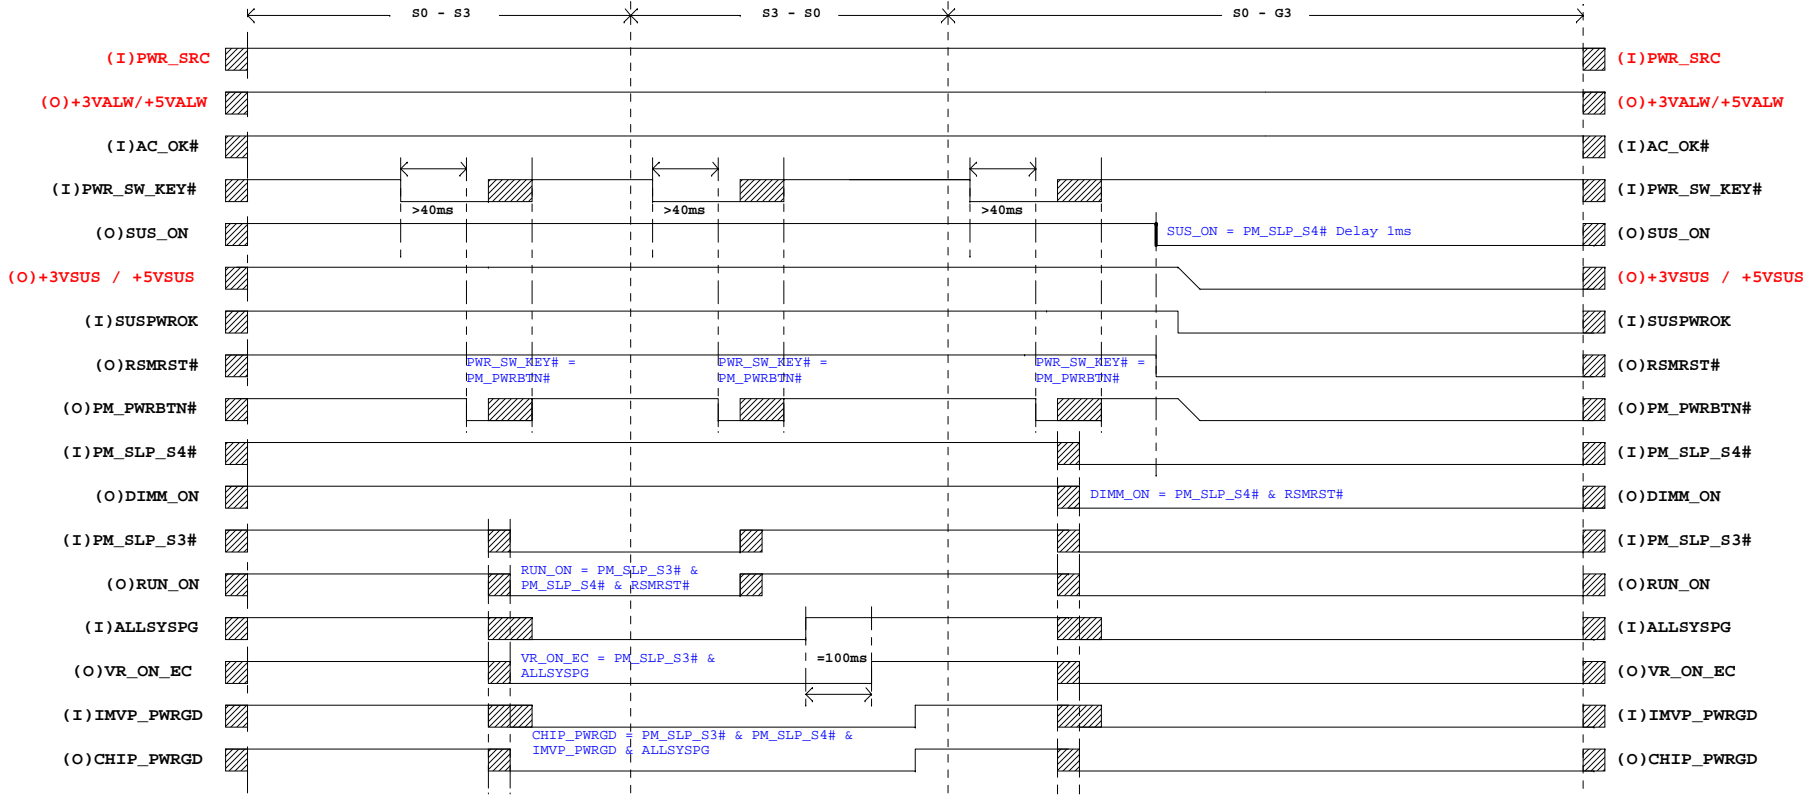 S0 - S3 S3 - S0 S0 - G3
(I)PWR_SRC (I)PWR_SRC
(O)+3VALW/+5VALW (O)+3VALW/+5VALW
(I)AC_OK# (I)AC_OK#
(I)PWR_SW_KEY# (I)PWR_SW_KEY#
>40ms >40ms >40ms
(O)SUS_ON SUS_ON = PM_SLP_S4# Delay 1ms (O)SUS_ON
(O)+3VSUS / +5VSUS (O)+3VSUS / +5VSUS
(I)SUSPWROK (I)SUSPWROK
(O)RSMRST# PWR_SW_KEY# = PWR_SW_KEY# = PWR_SW_KEY# = (O)RSMRST#
PM_PWRBTN# PM_PWRBTN# PM_PWRBTN#
(O)PM_PWRBTN# (O)PM_PWRBTN#
(I)PM_SLP_S4# (I)PM_SLP_S4#
(O)DIMM_ON DIMM_ON = PM_SLP_S4# & RSMRST# (O)DIMM_ON
(I)PM_SLP_S3# (I)PM_SLP_S3#
RUN_ON = PM_SLP_S3# &
(O)RUN_ON PM_SLP_S4# & RSMRST# (O)RUN_ON
(I)ALLSYSPG (I)ALLSYSPG
VR_ON_EC = PM_SLP_S3# & =100ms
(O)VR_ON_EC ALLSYSPG (O)VR_ON_EC
(I)IMVP_PWRGD (I)IMVP_PWRGD
CHIP_PWRGD = PM_SLP_S3# & PM_SLP_S4# &
IMVP_PWRGD & ALLSYSPG
(O)CHIP_PWRGD (O)CHIP_PWRGD